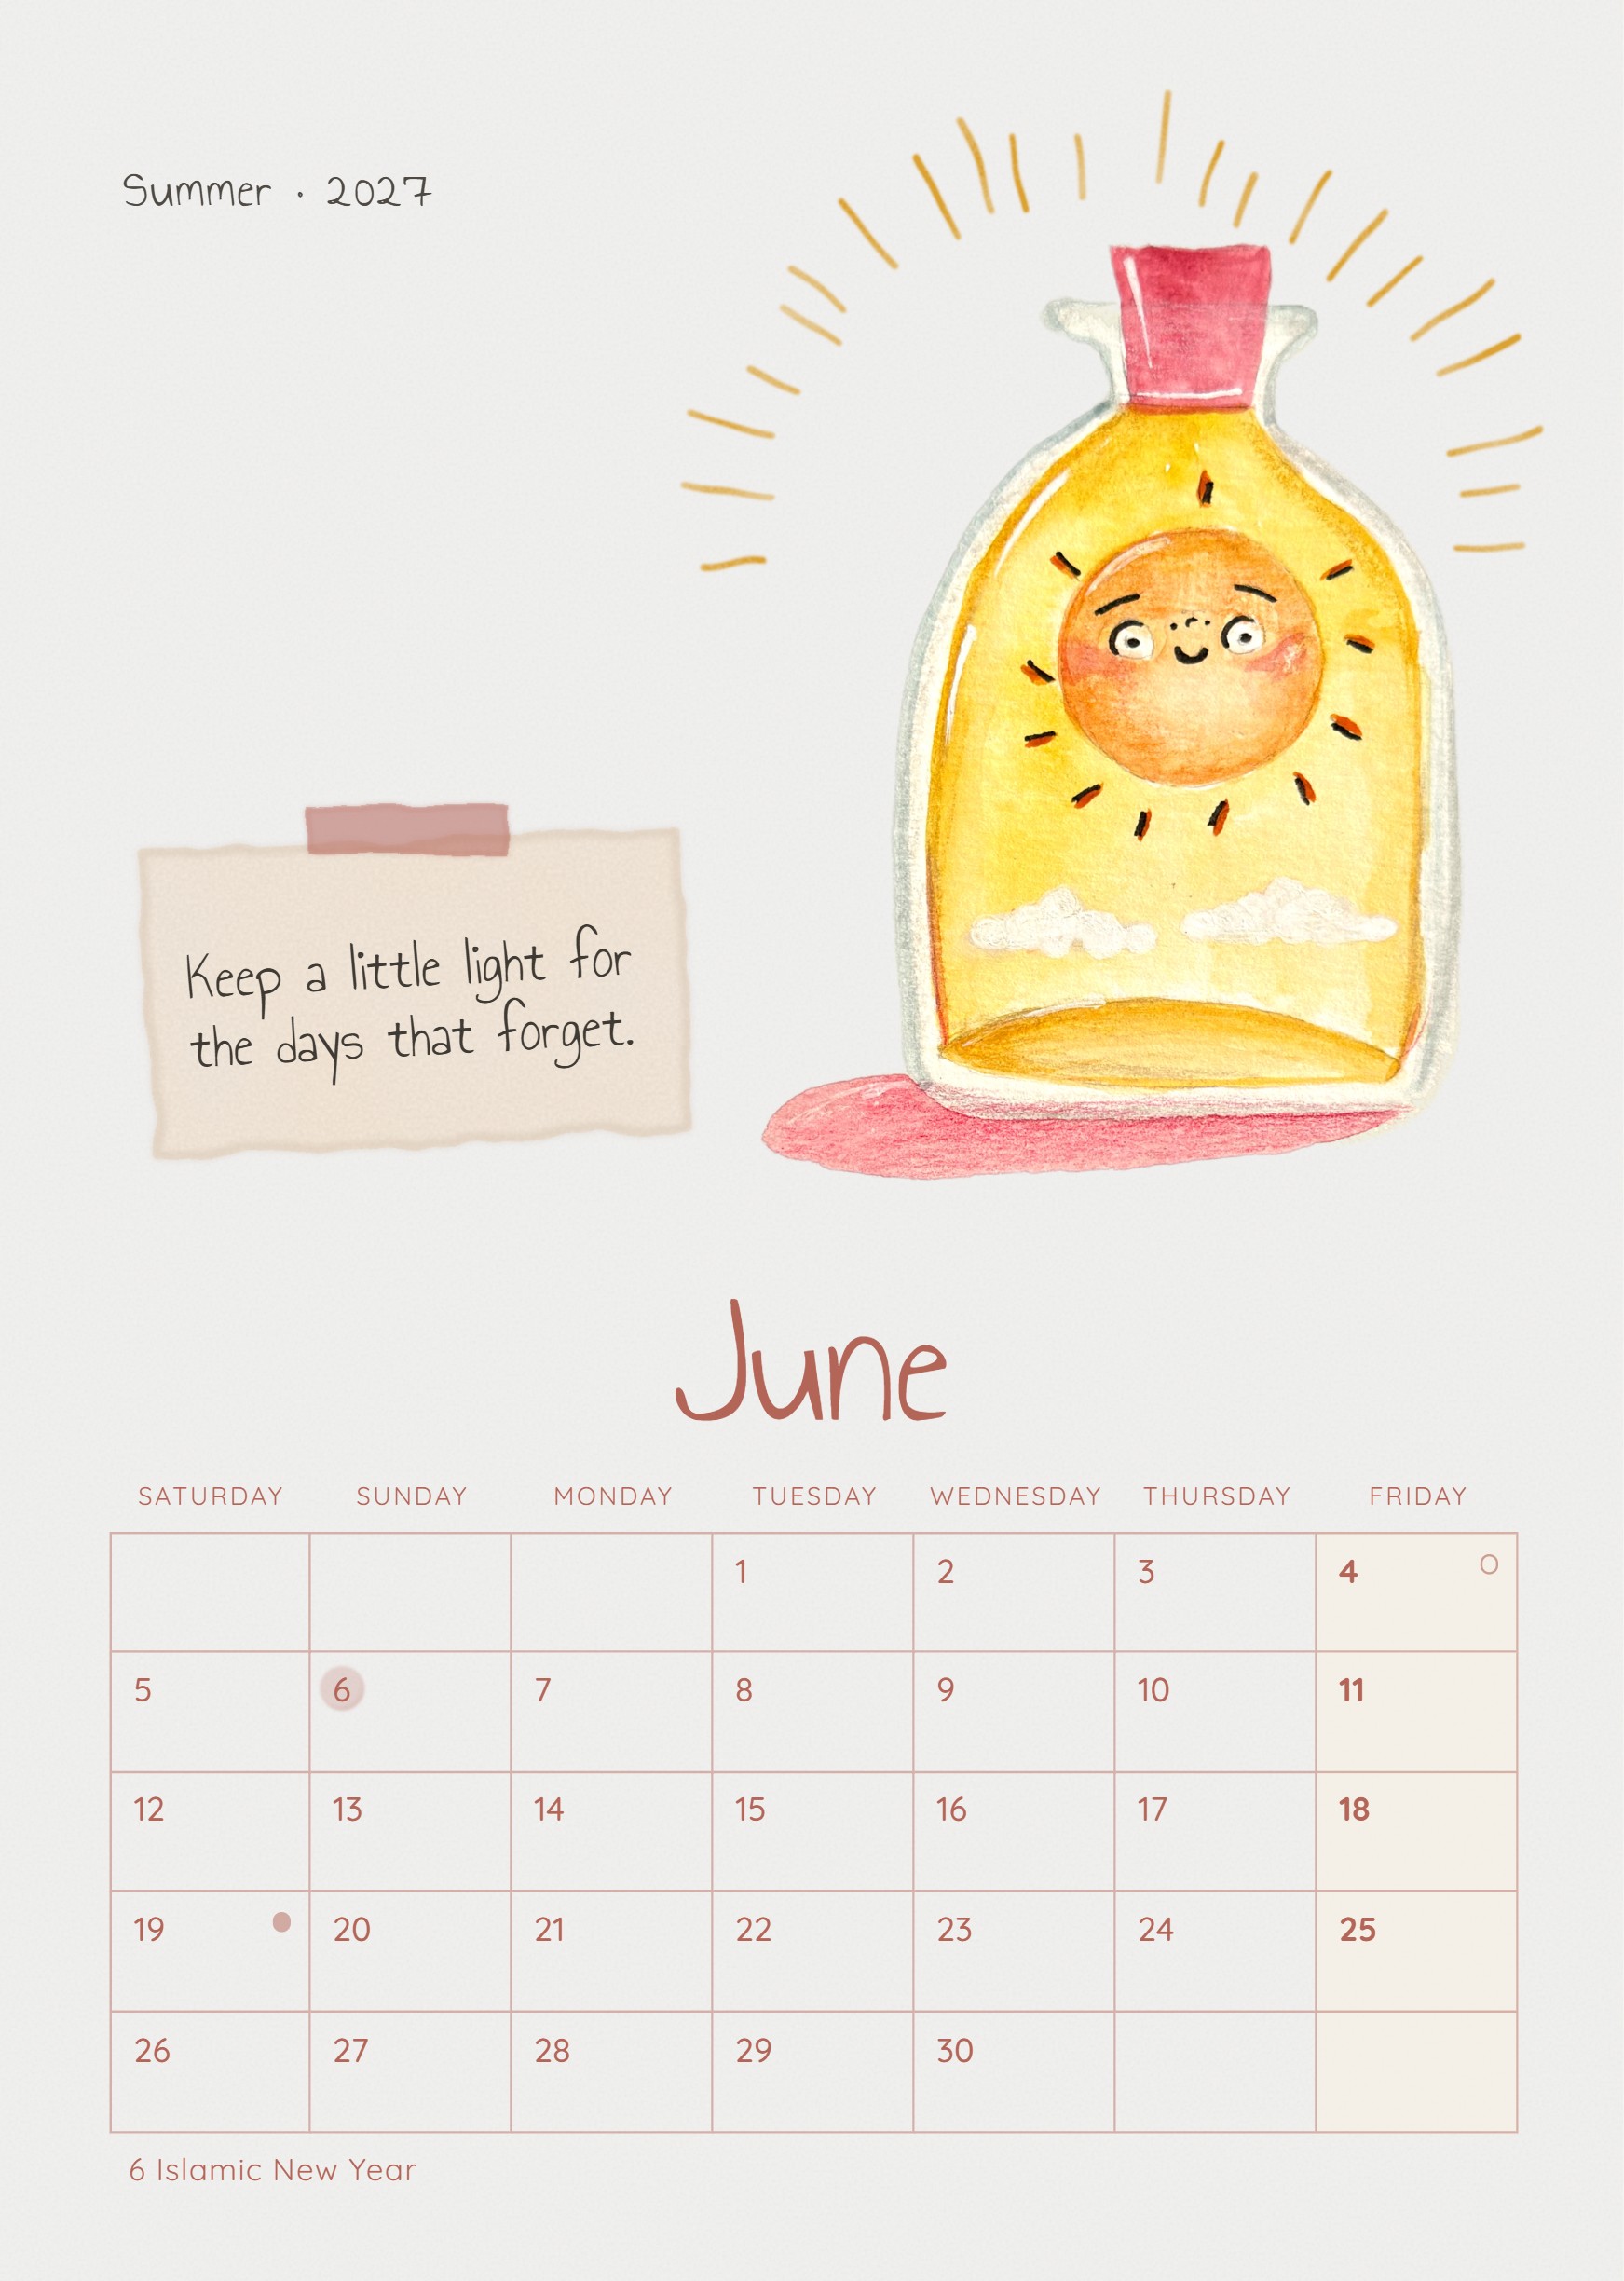 Summer · 2027
Keep a little light for
the days that forget.
June
SATURDAY SUNDAY MONDAY TUESDAY WEDNESDAY THURSDAY FRIDAY
1 2 3 4
5 6 7 8 9 10 11
12 13 14 15 16 17 18
19 20 21 22 23 24 25
26 27 28 29 30
6 Islamic New Year